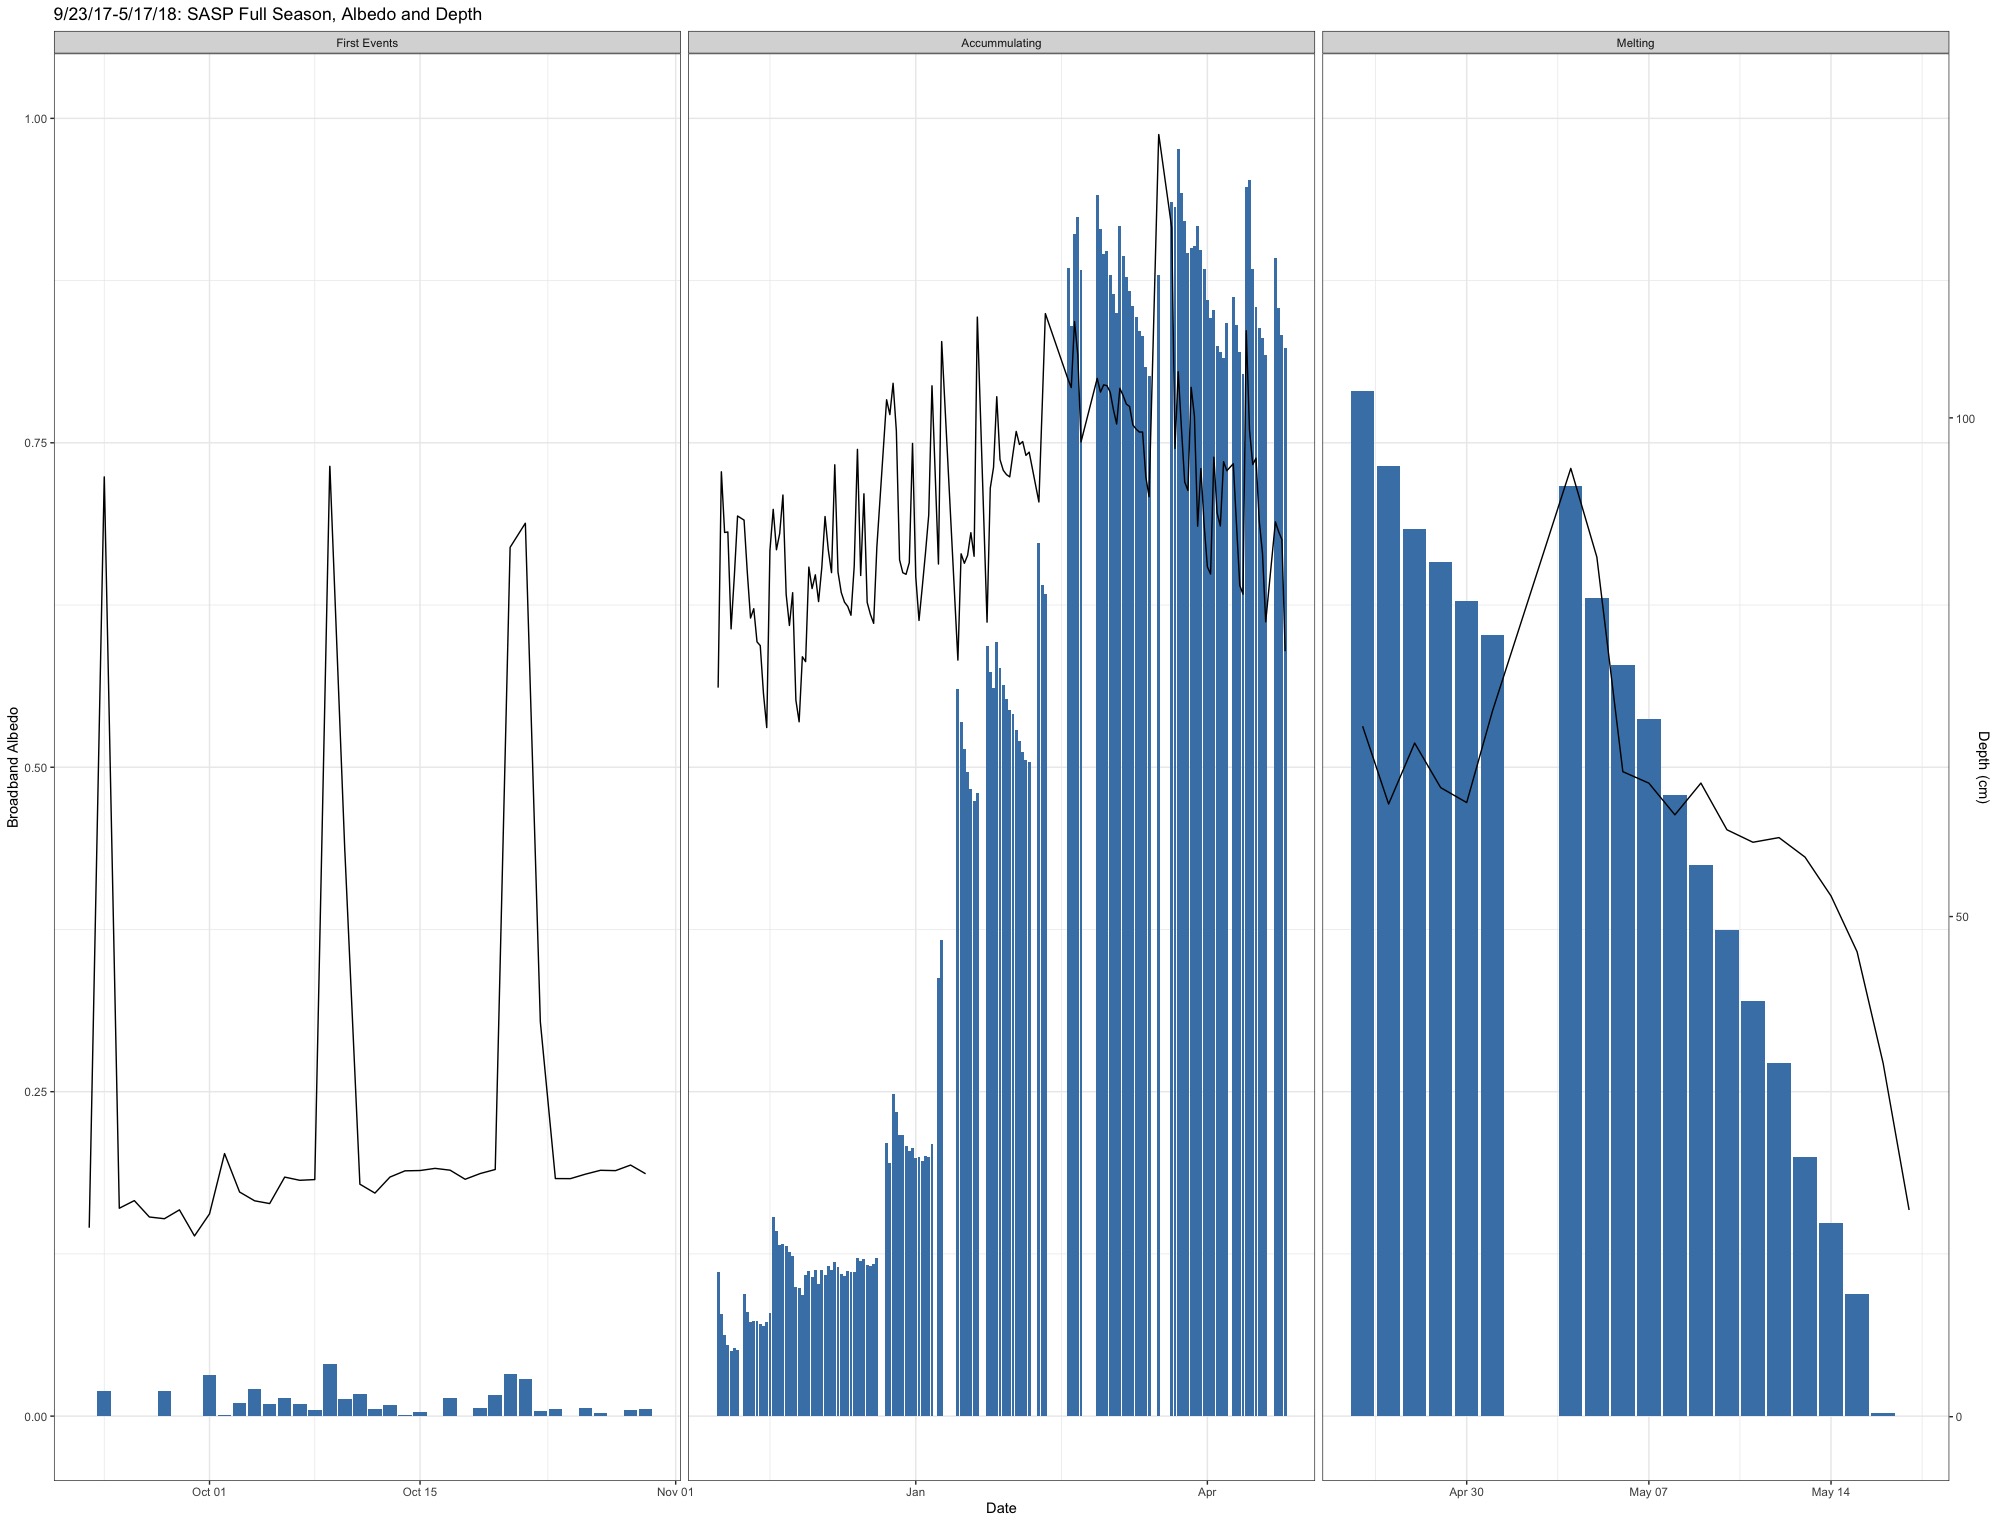 9/23/17-5/17/18: SASP Full Season, Albedo and Depth
First Events
Accummulating
Melting
1.00
0.75
0.50
0.25
0.00
Broadband Albedo
100
50
0
Depth (cm)
Oct 01
Oct 15
Nov 01
Jan
Apr
Apr 30
May 07
May 14
Date